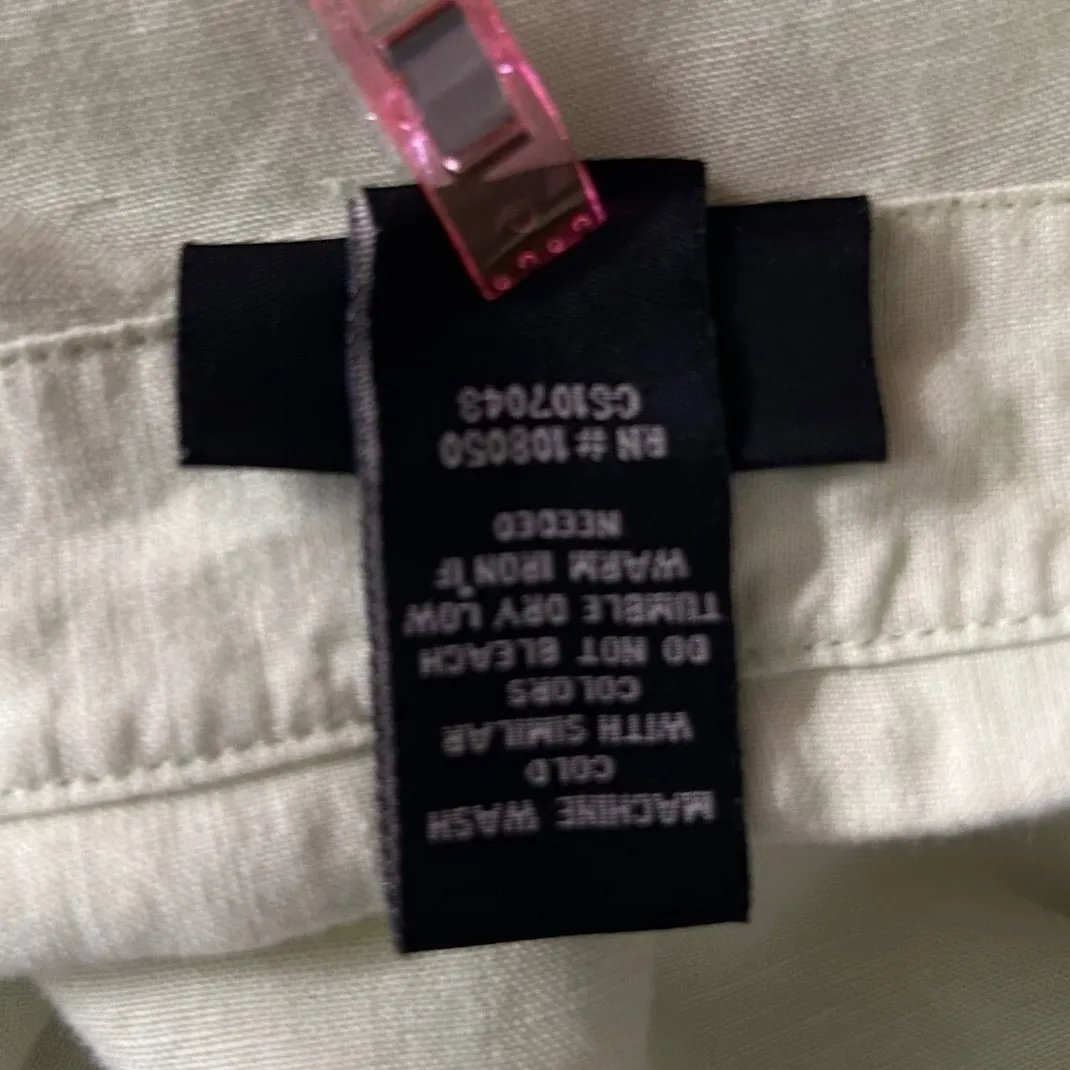 MACHINE WASH
COLD
WITH SIMILAR
COLORS
DO NOT BLEACH
TUMBLE DRY LOW
WARM IRON IF
NEEDED
RN # 108050
CS107043